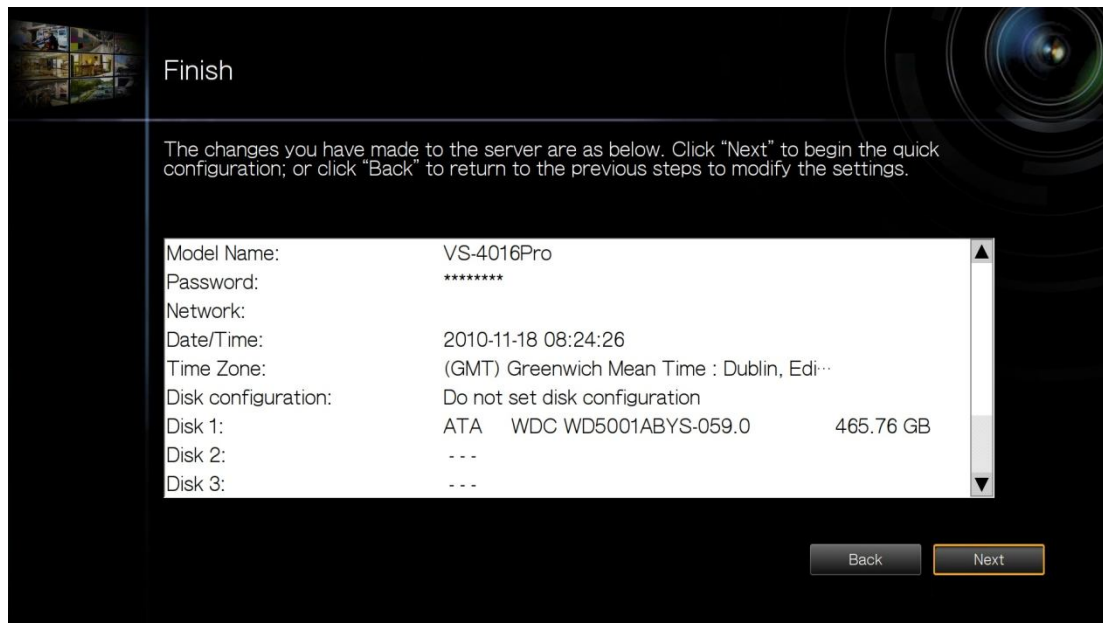 Finish
The changes you have made to the server are as below. Click “Next” to begin the quick
configuration; or click “Back” to return to the previous steps to modify the settings.
Model Name: VS-4016Pro
Password: ********
Network:
Date/Time: 2010-11-18 08:24:26
Time Zone: (GMT) Greenwich Mean Time : Dublin, Edi…
Disk configuration: Do not set disk configuration
Disk 1: ATA WDC WD5001ABYS-059.0 465.76 GB
Disk 2: - - -
Disk 3: - - -
Back Next